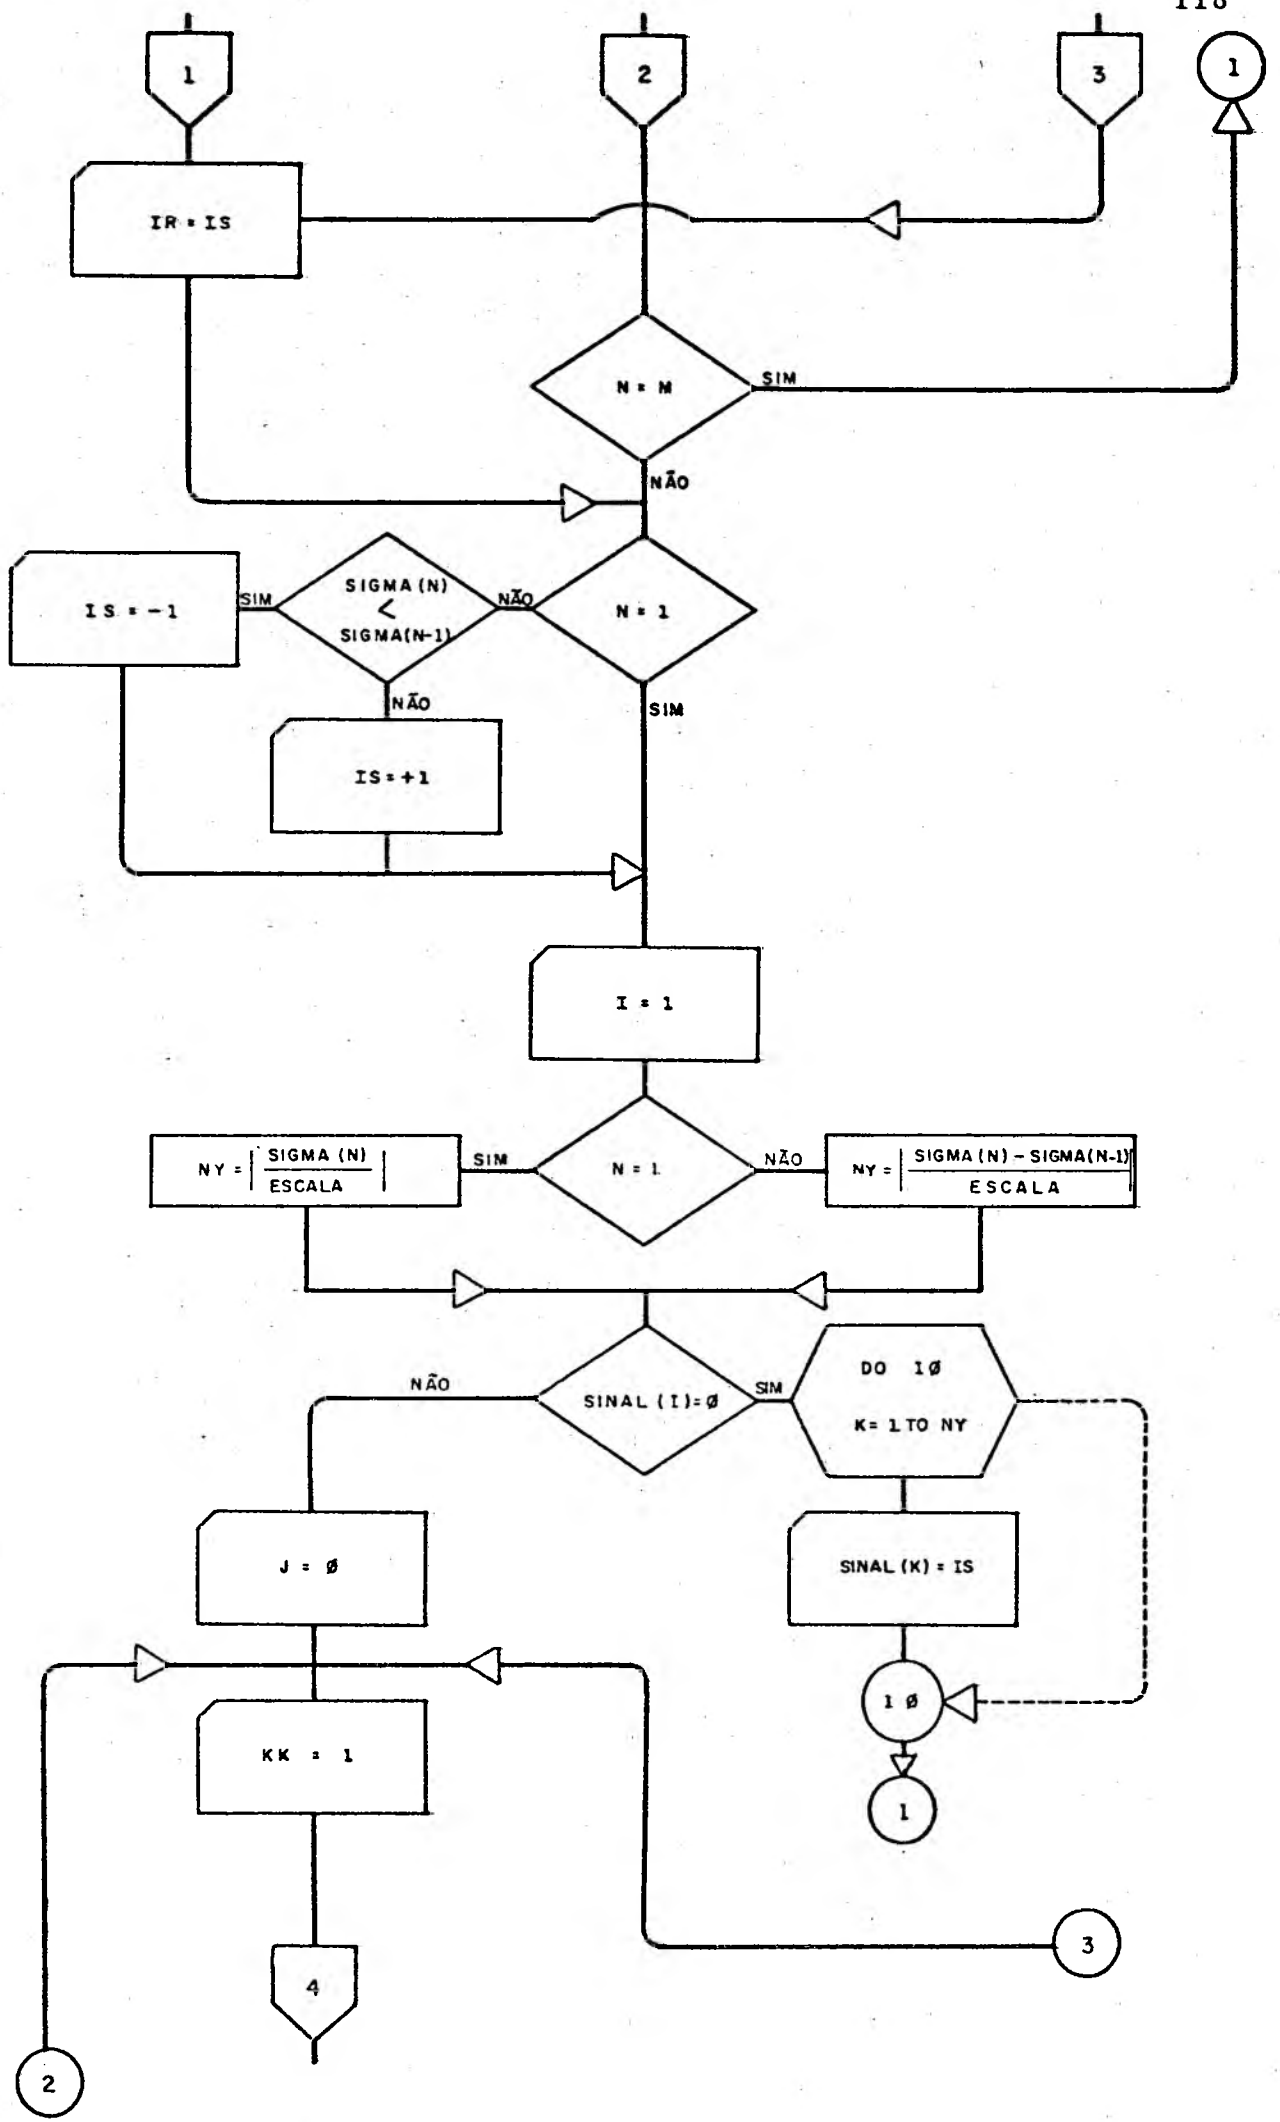 118
1
2
3
1
IR = IS
N = M
SIM
NÃO
IS = -1
SIM
SIGMA (N)
<
SIGMA(N-1)
NÃO
N = 1
NÃO
SIM
IS = +1
I = 1
NY = | SIGMA (N) / ESCALA |
SIM
N = 1
NÃO
NY = | SIGMA (N) - SIGMA(N-1) / ESCALA |
NÃO
SINAL (I)=Ø
SIM
DO 1Ø
K= 1 TO NY
J = Ø
SINAL (K) = IS
1Ø
KK = 1
1
3
4
2